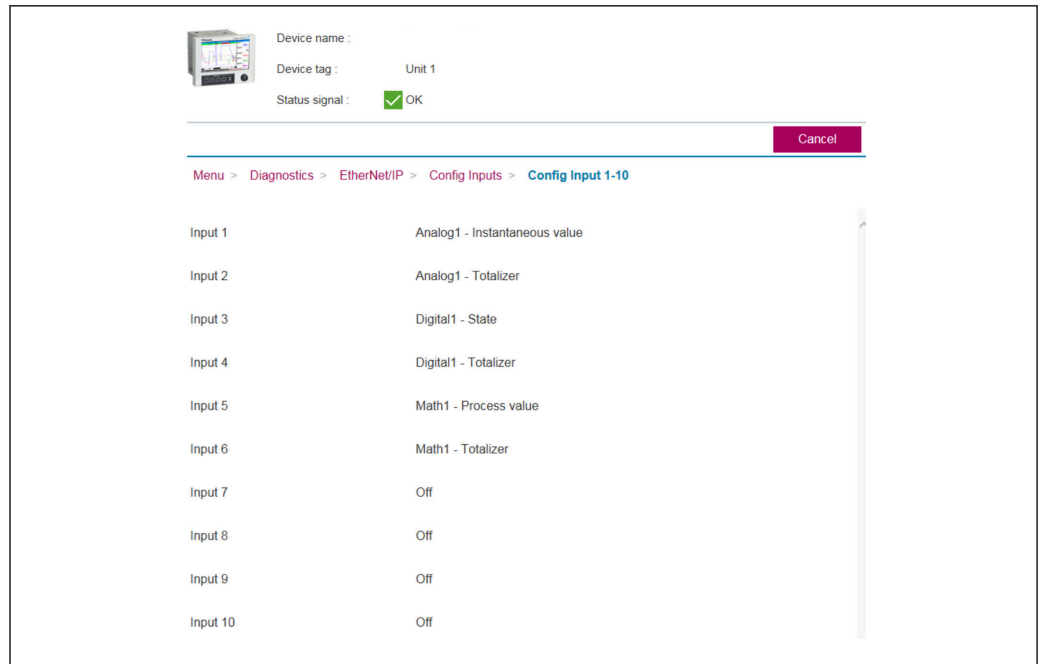 Device name :
Device tag : Unit 1
Status signal : OK
Cancel
Menu > Diagnostics > EtherNet/IP > Config Inputs > Config Input 1-10
Input 1 Analog1 - Instantaneous value
Input 2 Analog1 - Totalizer
Input 3 Digital1 - State
Input 4 Digital1 - Totalizer
Input 5 Math1 - Process value
Input 6 Math1 - Totalizer
Input 7 Off
Input 8 Off
Input 9 Off
Input 10 Off